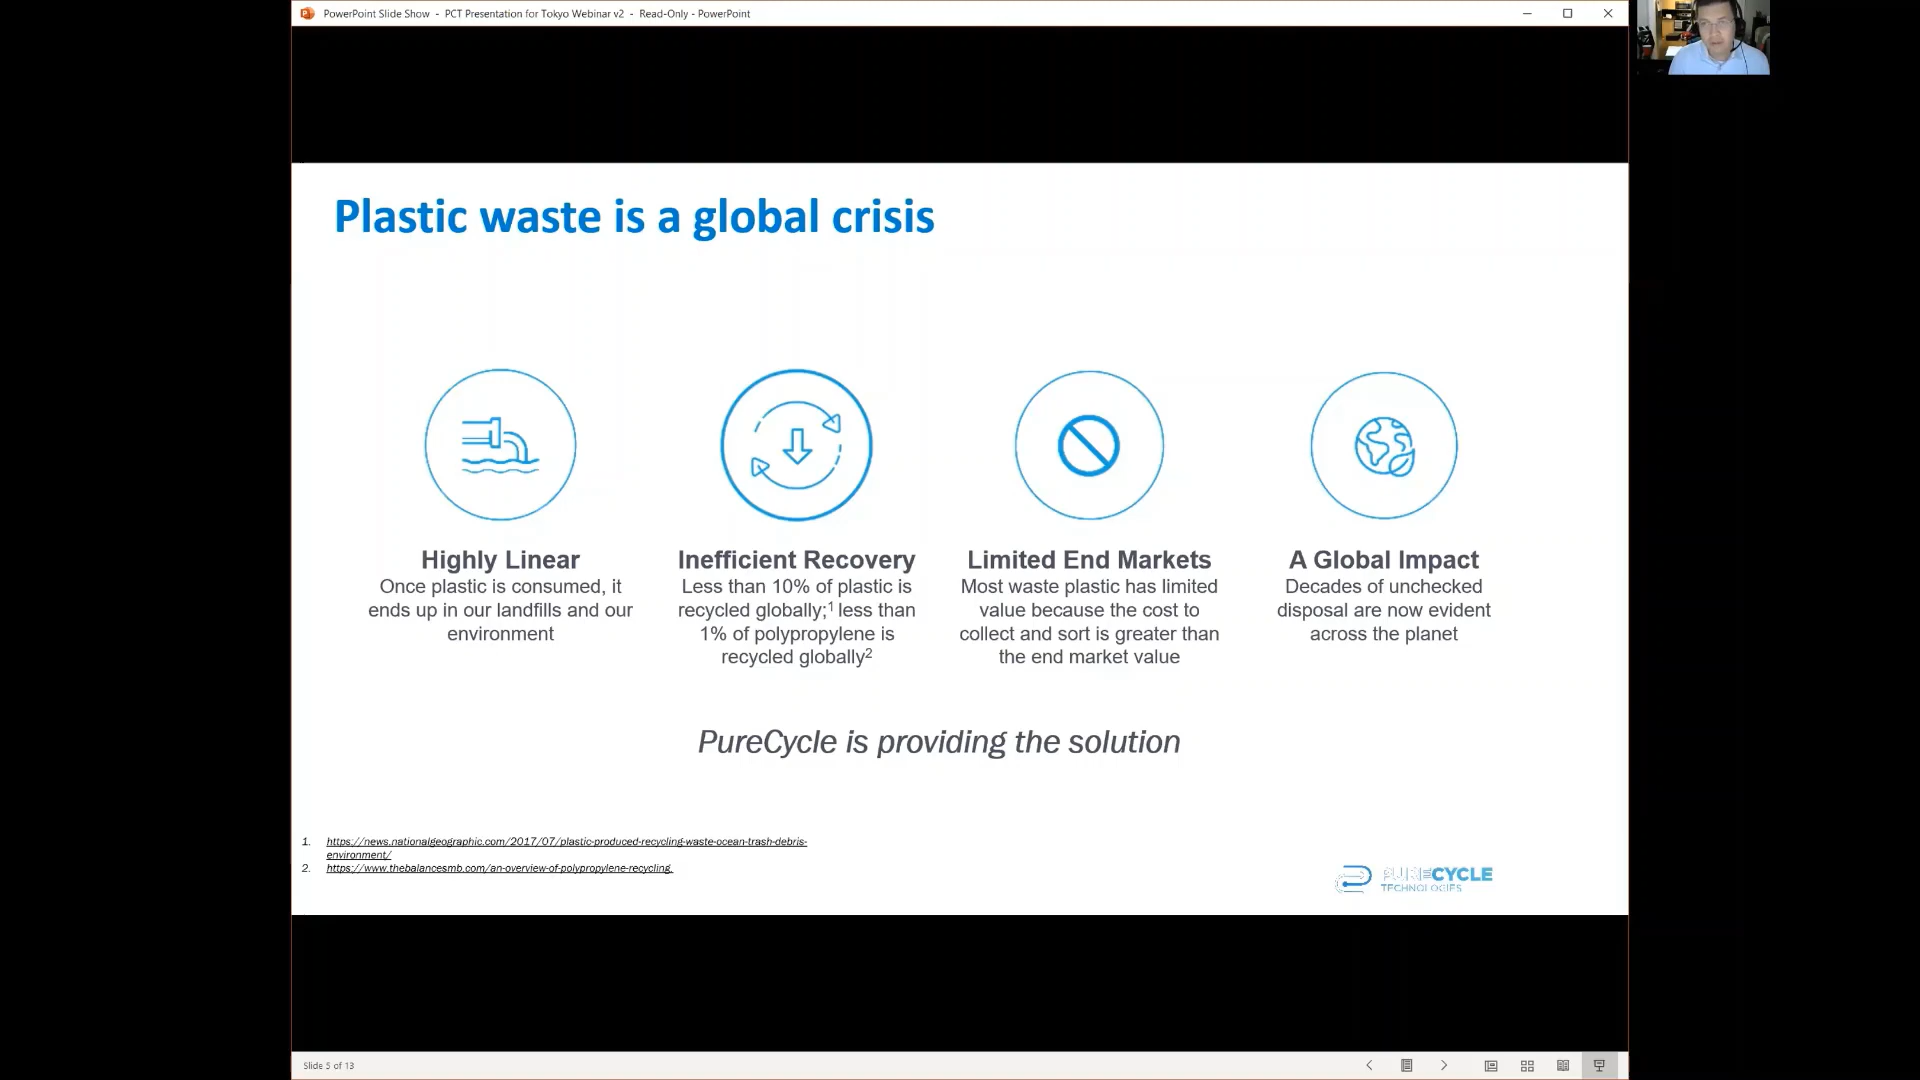 PowerPoint Slide Show - PCT Presentation for Tokyo Webinar v2 - Read-Only - PowerPoint
Plastic waste is a global crisis
Highly Linear
Once plastic is consumed, it
ends up in our landfills and our
environment
Inefficient Recovery
Less than 10% of plastic is
recycled globally;1 less than
1% of polypropylene is
recycled globally2
Limited End Markets
Most waste plastic has limited
value because the cost to
collect and sort is greater than
the end market value
A Global Impact
Decades of unchecked
disposal are now evident
across the planet
PureCycle is providing the solution
1. https://news.nationalgeographic.com/2017/07/plastic-produced-recycling-waste-ocean-trash-debris-
environment/
2. https://www.thebalancesmb.com/an-overview-of-polypropylene-recycling.
PURECYCLE
TECHNOLOGIES
Slide 5 of 13